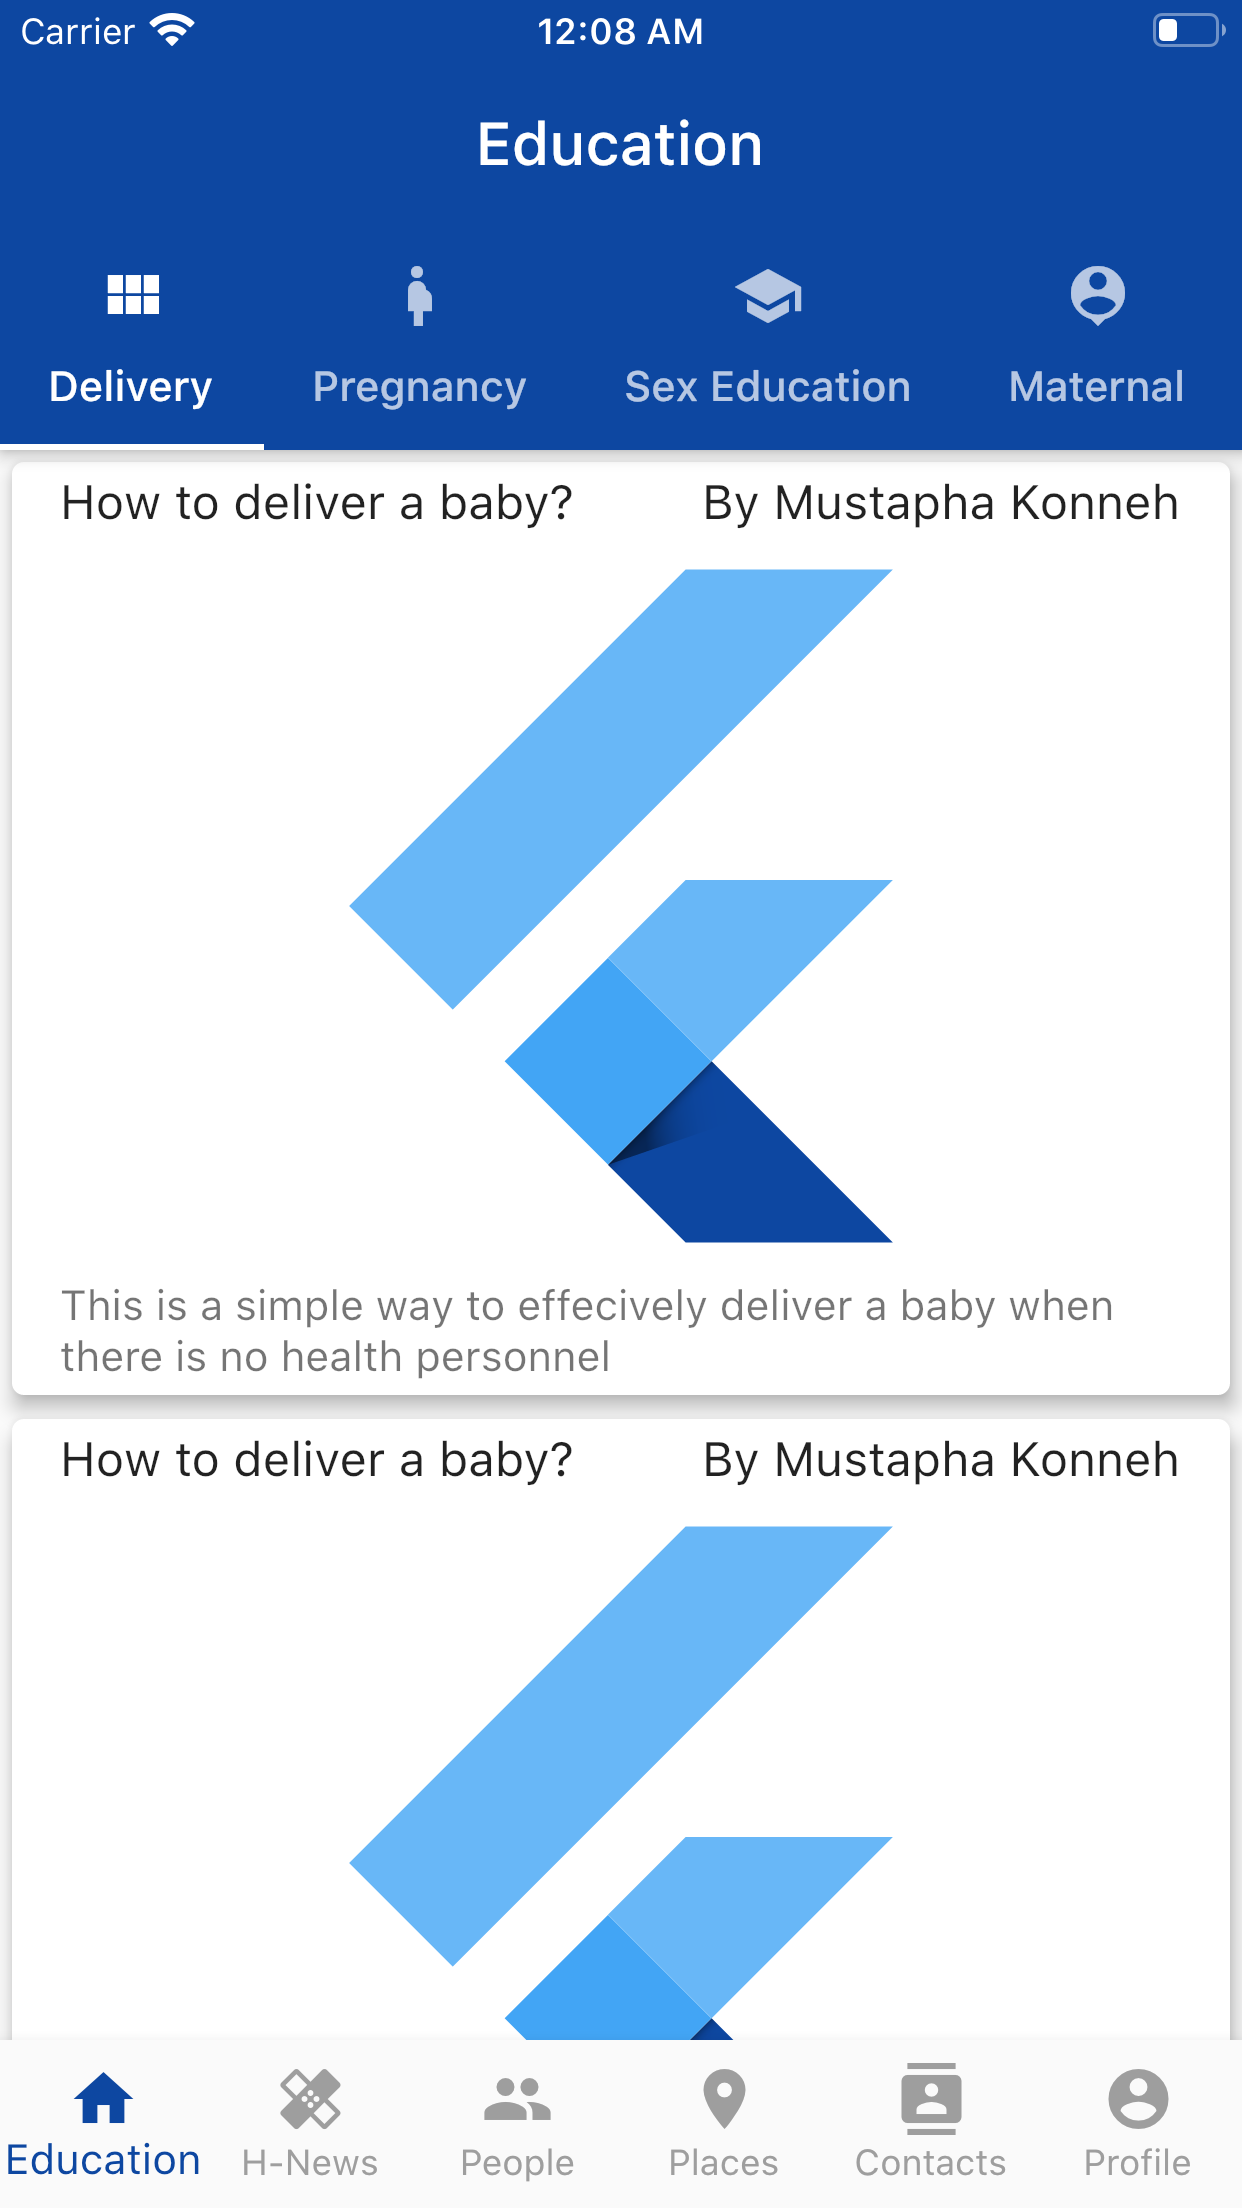 Carrier 12:08 AM
Education
Delivery Pregnancy Sex Education Maternal
How to deliver a baby? By Mustapha Konneh
This is a simple way to effecively deliver a baby when
there is no health personnel
How to deliver a baby? By Mustapha Konneh
Education H-News People Places Contacts Profile